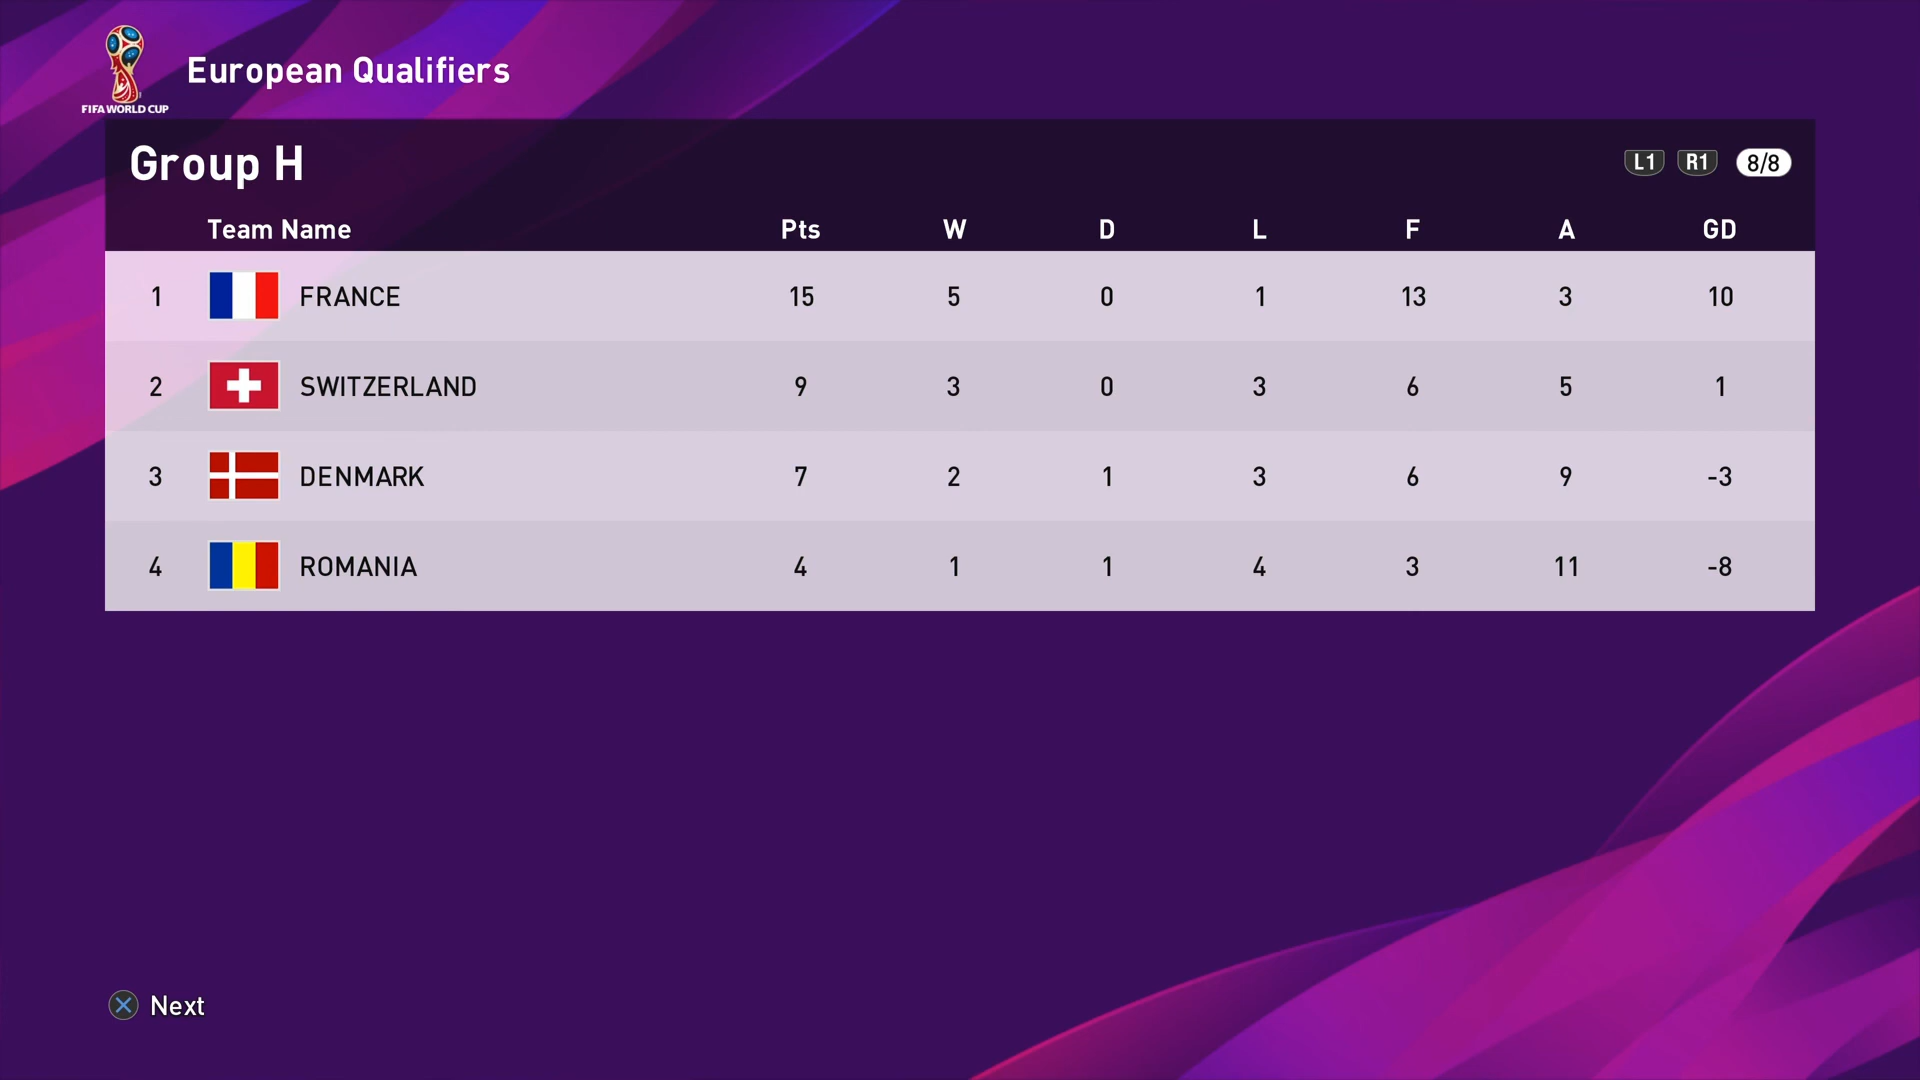 FIFA WORLD CUP
European Qualifiers
Group H L1 R1 8/8
Team Name Pts W D L F A GD
1 FRANCE 15 5 0 1 13 3 10
2 SWITZERLAND 9 3 0 3 6 5 1
3 DENMARK 7 2 1 3 6 9 -3
4 ROMANIA 4 1 1 4 3 11 -8
Next